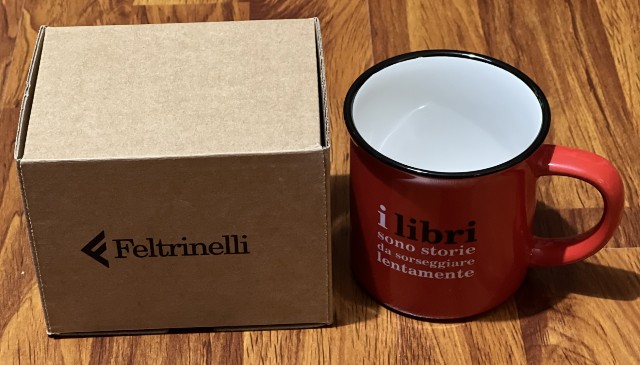 Feltrinelli
i libri
sono storie
da sorseggiare
lentamente